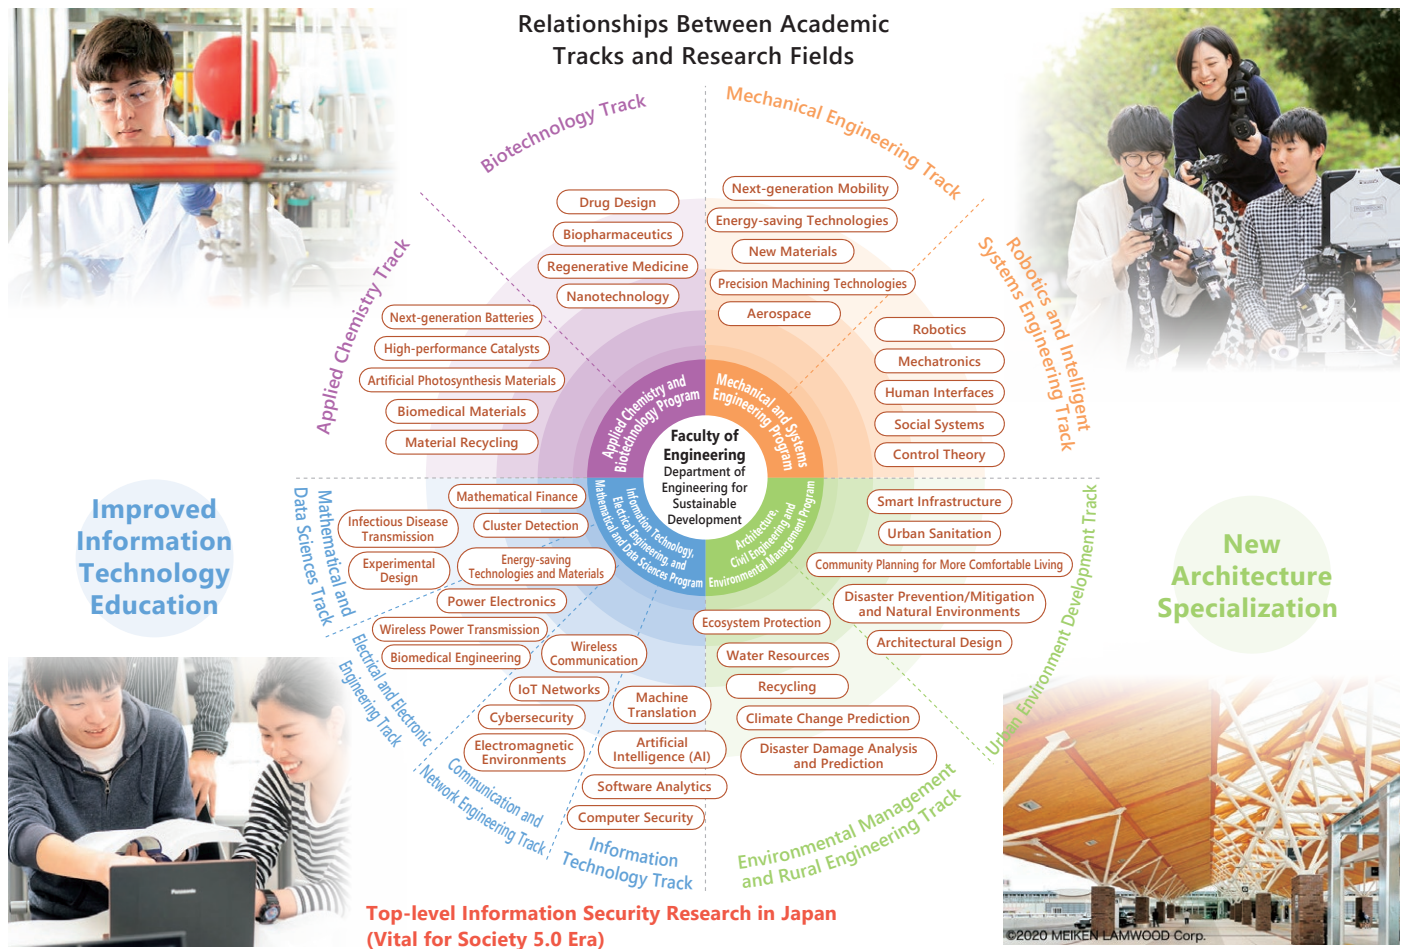 Relationships Between Academic
Tracks and Research Fields
Biotechnology Track
Drug Design
Biopharmaceutics
Regenerative Medicine
Nanotechnology
Mechanical Engineering Track
Next-generation Mobility
Energy-saving Technologies
New Materials
Precision Machining Technologies
Aerospace
Applied Chemistry Track
Next-generation Batteries
High-performance Catalysts
Artificial Photosynthesis Materials
Biomedical Materials
Material Recycling
Robotics and Intelligent
Systems Engineering Track
Robotics
Mechatronics
Human Interfaces
Social Systems
Control Theory
Applied Chemistry and
Biotechnology Program
Mechanical and Systems
Engineering Program
Faculty of
Engineering
Department of
Engineering for
Sustainable
Development
Information Technology,
Electrical Engineering, and
Mathematical and Data Sciences Program
Architecture,
Civil Engineering and
Environmental Management Program
Improved
Information
Technology
Education
Mathematical and
Data Sciences Track
Mathematical Finance
Infectious Disease
Transmission
Cluster Detection
Experimental
Design
Energy-saving
Technologies and Materials
Power Electronics
Wireless Power Transmission
Biomedical Engineering
Electrical and Electronic
Engineering Track
Wireless
Communication
IoT Networks
Cybersecurity
Electromagnetic
Environments
Communication and
Network Engineering Track
Machine
Translation
Artificial
Intelligence (AI)
Software Analytics
Computer Security
Information
Technology Track
Urban Environment Development Track
Smart Infrastructure
Urban Sanitation
Community Planning for More Comfortable Living
Disaster Prevention/Mitigation
and Natural Environments
Architectural Design
Ecosystem Protection
Water Resources
Recycling
Climate Change Prediction
Disaster Damage Analysis
and Prediction
Environmental Management
and Rural Engineering Track
New
Architecture
Specialization
Top-level Information Security Research in Japan
(Vital for Society 5.0 Era)
Panasonic
©2020 MEIKEN LAMWOOD Corp.